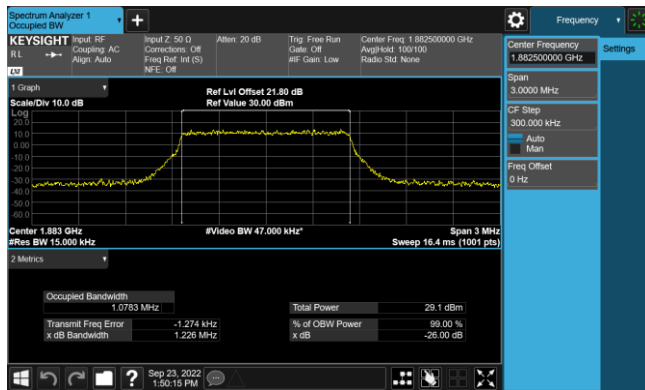 Spectrum Analyzer 1
Occupied BW
Frequency
KEYSIGHT
RL
LXI
Input: RF
Coupling: AC
Align: Auto
Input Z: 50 Ω
Corrections: Off
Freq Ref: Int (S)
NFE: Off
Atten: 20 dB
Trig: Free Run
Gate: Off
#IF Gain: Low
Center Freq: 1.882500000 GHz
Avg|Hold: 100/100
Radio Std: None
Center Frequency
1.882500000 GHz
Settings
Span
3.0000 MHz
CF Step
300.000 kHz
Auto
Man
Freq Offset
0 Hz
1 Graph
Ref Lvl Offset 21.80 dB
Scale/Div 10.0 dB
Ref Value 30.00 dBm
Log
20.0
10.0
0.00
-10.0
-20.0
-30.0
-40.0
-50.0
-60.0
Center 1.883 GHz
#Video BW 47.000 kHz*
Span 3 MHz
#Res BW 15.000 kHz
Sweep 16.4 ms (1001 pts)
2 Metrics
Occupied Bandwidth
1.0783 MHz
Total Power 29.1 dBm
Transmit Freq Error -1.274 kHz
% of OBW Power 99.00 %
x dB Bandwidth 1.226 MHz
x dB -26.00 dB
?
Sep 23, 2022
1:50:15 PM